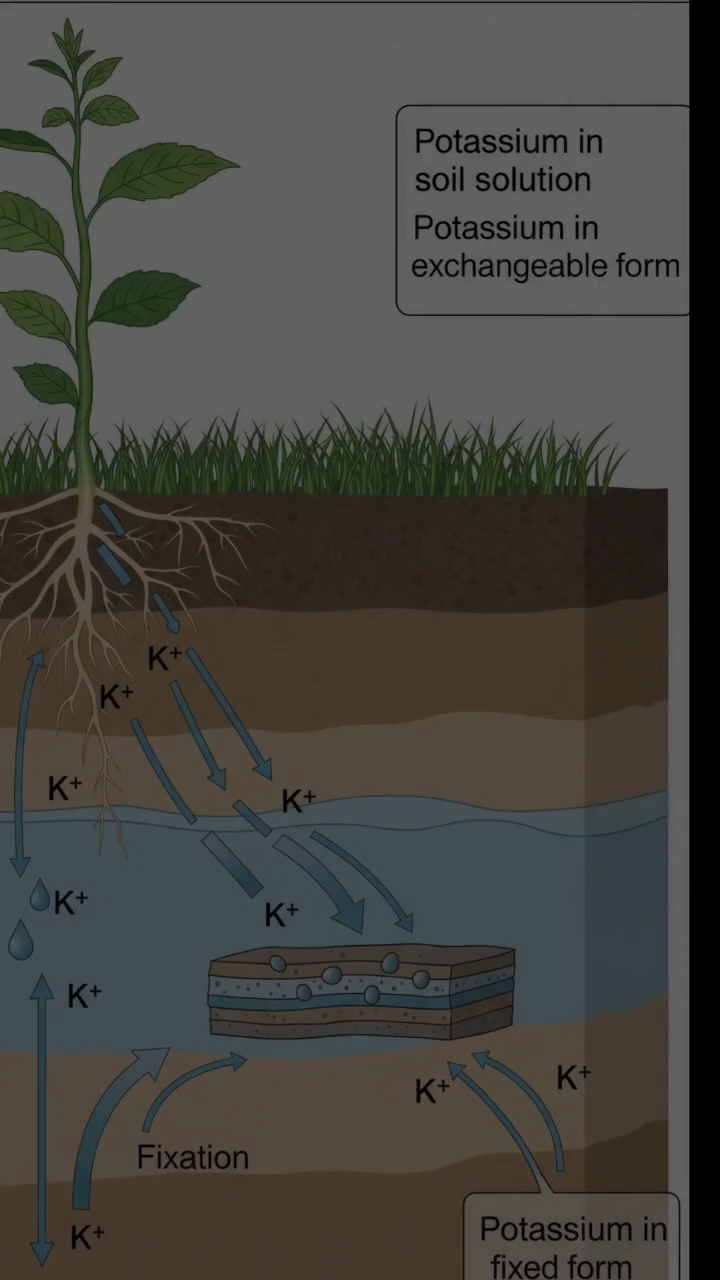 Potassium in
soil solution
Potassium in
exchangeable form
K⁺
K⁺
K⁺
K⁺
K⁺
K⁺
K⁺
K⁺
K⁺
Fixation
K⁺
Potassium in
fixed form